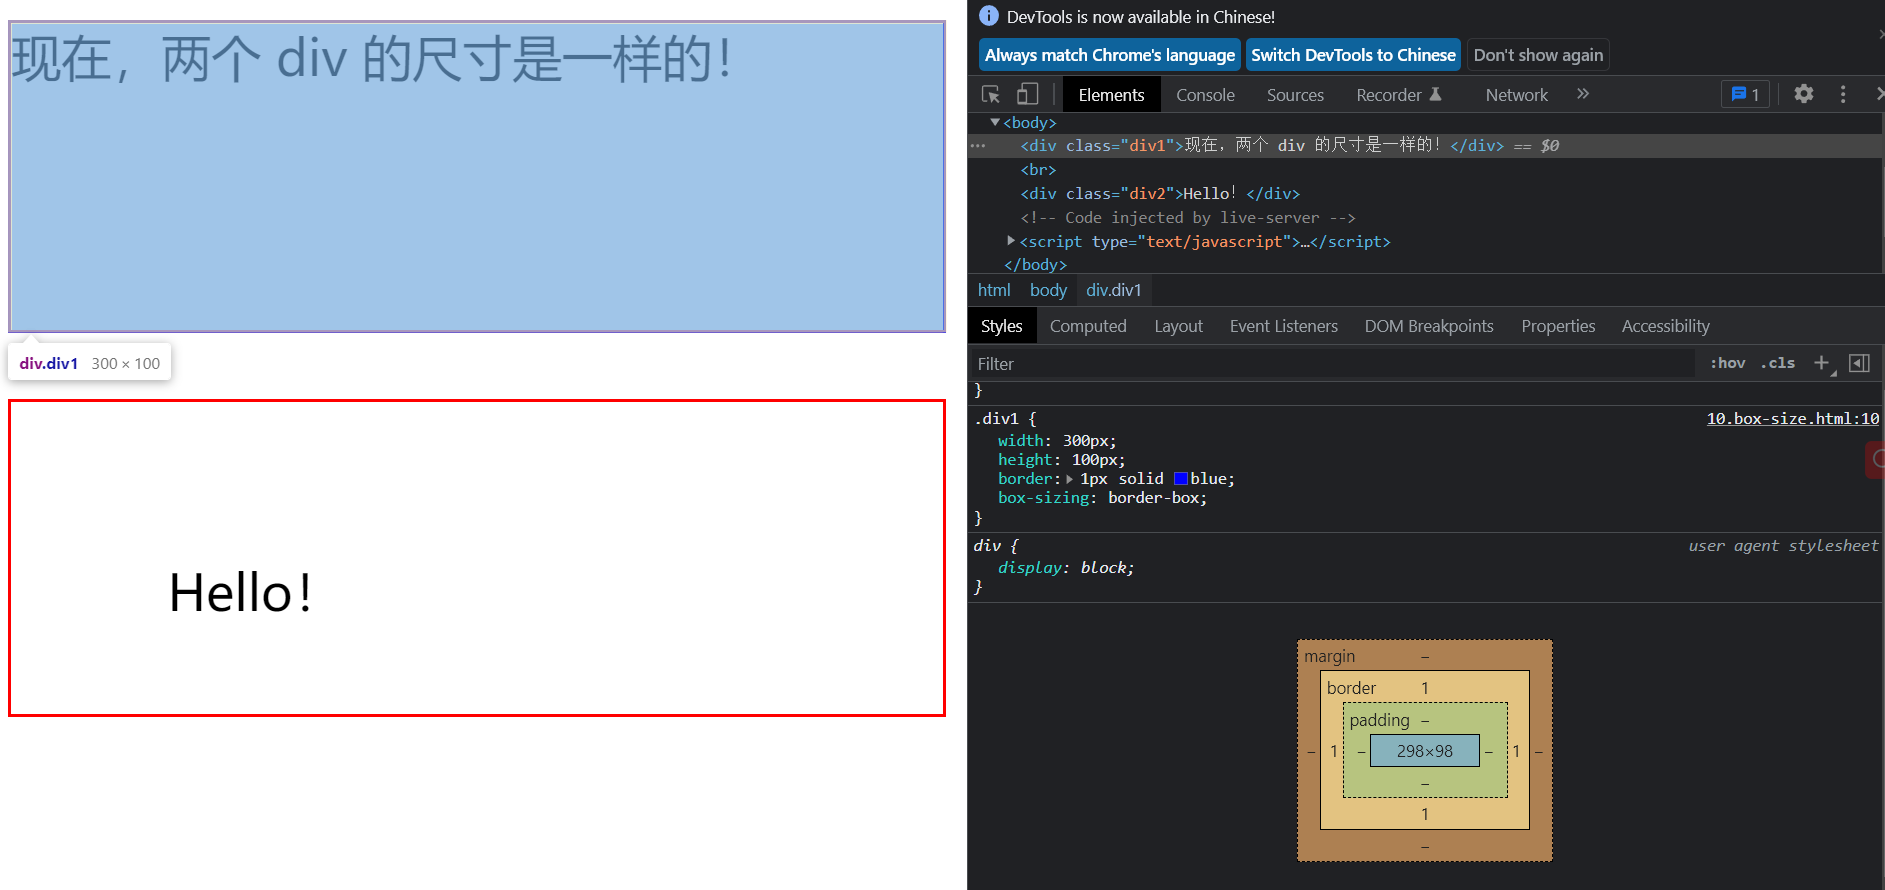 现在，两个 div 的尺寸是一样的！
div.div1 300 × 100
Hello！
DevTools is now available in Chinese!
Always match Chrome's language Switch DevTools to Chinese Don't show again
Elements Console Sources Recorder Network » 1
<body>
<div class="div1">现在，两个 div 的尺寸是一样的！</div> == $0
<br>
<div class="div2">Hello！</div>
<!-- Code injected by live-server -->
<script type="text/javascript">…</script>
</body>
html body div.div1
Styles Computed Layout Event Listeners DOM Breakpoints Properties Accessibility
Filter :hov .cls +
}
.div1 { 10.box-size.html:10
width: 300px;
height: 100px;
border: 1px solid blue;
box-sizing: border-box;
}
div { user agent stylesheet
display: block;
}
margin –
border 1
padding –
– 1 – 298×98 – 1 –
–
1
–